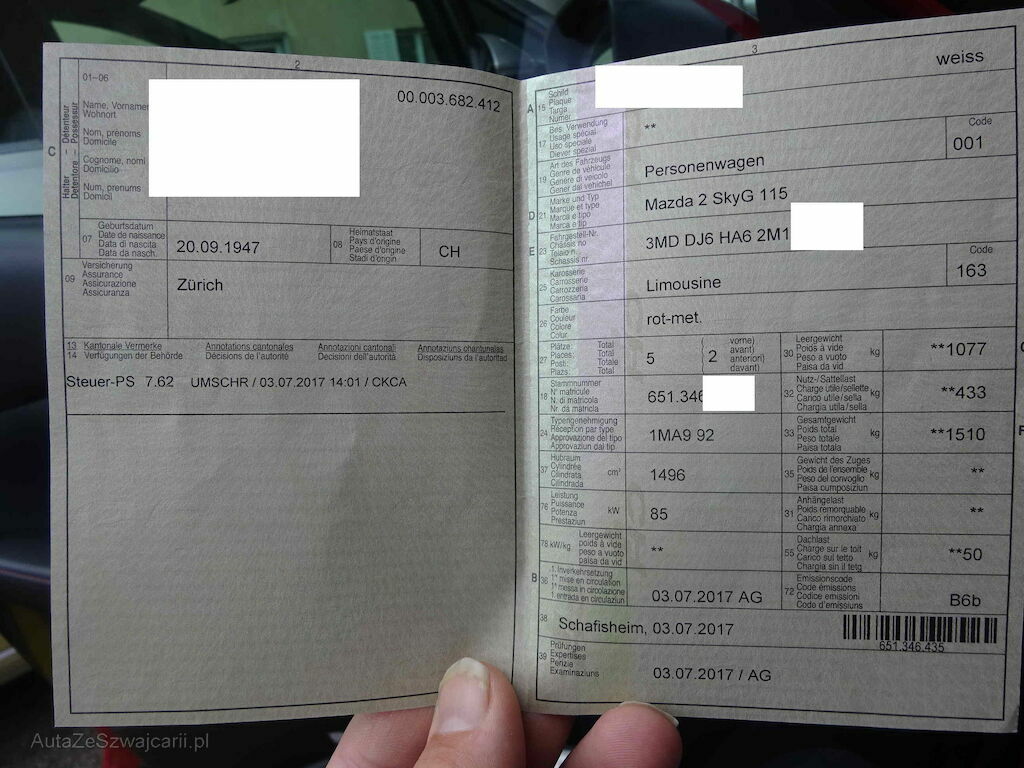 2
01–06
Name, Vornamen
Wohnort
Nom, prénoms
Domicile
Cognome, nomi
Domicilio
Num, prenums
Domicil
Halter – Détenteur
Detentore – Possessur
C
00.003.682.412
07
Geburtsdatum
Date de naissance
Data di nascita
Data da nasch.
20.09.1947
08
Heimatstaat
Pays d'origine
Paese d'origine
Stadi d'origin
CH
09
Versicherung
Assurance
Assicurazione
Assicuranza
Zürich
13 Kantonale Vermerke Annotations cantonales Annotazioni cantonali Annotaziuns chantunalas
14 Verfügungen der Behörde Décisions de l'autorité Decisioni dell'autorità Disposiziuns da l'autoritad
Steuer-PS 7.62 UMSCHR / 03.07.2017 14:01 / CKCA
3
weiss
A
15
Schild
Plaque
Targa
Numer
17
Bes. Verwendung
Usage spécial
Uso speciale
Diever spezial
**
19
Art des Fahrzeugs
Genre de véhicule
Genere di veicolo
Gener dal vehichel
Personenwagen
Code
001
D
21
Marke und Typ
Marque et type
Marca e tipo
Marca e tip
Mazda 2 SkyG 115
E
23
Fahrgestell-Nr.
Châssis no
Telaio n.
Schassis nr.
3MD DJ6 HA6 2M1
25
Karosserie
Carrosserie
Carrozzeria
Carossaria
Limousine
Code
163
26
Farbe
Couleur
Colore
Colur
rot-met.
27
Plätze: Total
Places: Total
Posti: Totale
Plazs: Total
5
2
vorne)
avant)
anteriori)
davant)
30
Leergewicht
Poids à vide
Peso a vuoto
Paisa da vid
kg
**1077
18
Stammnummer
N° matricule
N. di matricola
Nr. da matricla
651.346
32
Nutz-/Sattellast
Charge utile/sellette
Carico utile/sella
Chargia utila/sella
kg
**433
24
Typengenehmigung
Réception par type
Approvazione del tipo
Approvaziun dal tip
1MA9 92
33
Gesamtgewicht
Poids total
Peso totale
Paisa totala
kg
**1510
37
Hubraum
Cylindrée
Cilindrata
Cilindrada
cm³
1496
35
Gewicht des Zuges
Poids de l'ensemble
Peso del convoglio
Paisa cumposiziun
kg
**
76
Leistung
Puissance
Potenza
Prestaziun
kW
85
31
Anhängelast
Poids remorquable
Carico rimorchiato
Chargia annexa
kg
**
78 kW/kg
Leergewicht
poids à vide
peso a vuoto
paisa da vid
**
55
Dachlast
Charge sur le toit
Carico sul tetto
Chargia sin il tetg
kg
**50
B
36
1. Inverkehrsetzung
1re mise en circulation
1a messa in circolazione
1. entrada en circulaziun
03.07.2017 AG
72
Emissionscode
Code émissions
Codice emissioni
Code d'emissiuns
B6b
38
Schafisheim, 03.07.2017
651.346.435
39
Prüfungen
Expertises
Perizie
Examinaziuns
03.07.2017 / AG
AutaZeSzwajcarii.pl